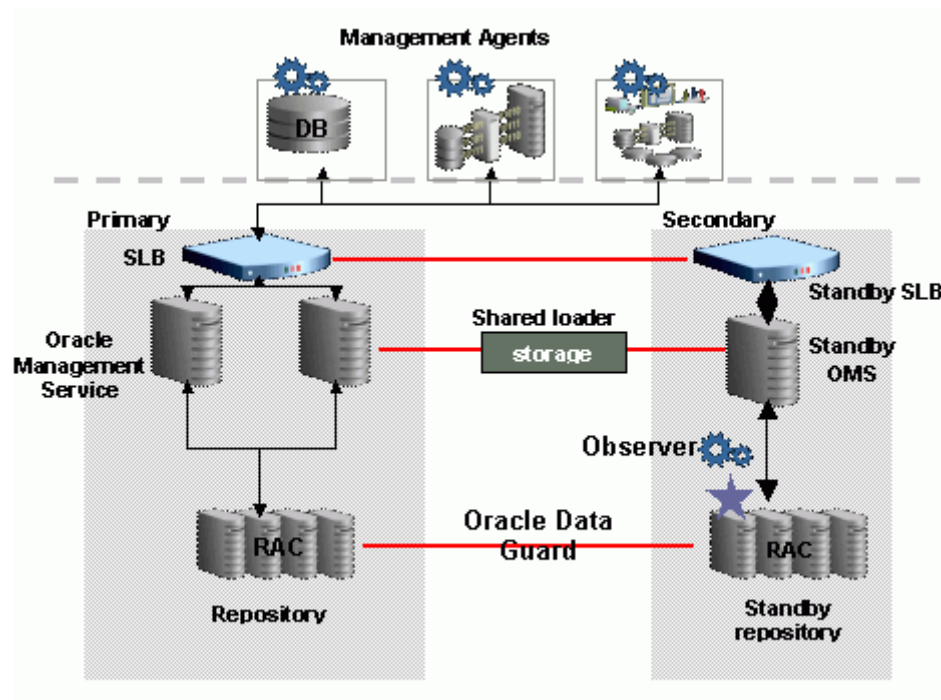 Management Agents
DB
Primary
Secondary
SLB
Standby SLB
Shared loader
storage
Oracle
Management
Service
Standby
OMS
Observer
Oracle Data
Guard
RAC
RAC
Repository
Standby
repository